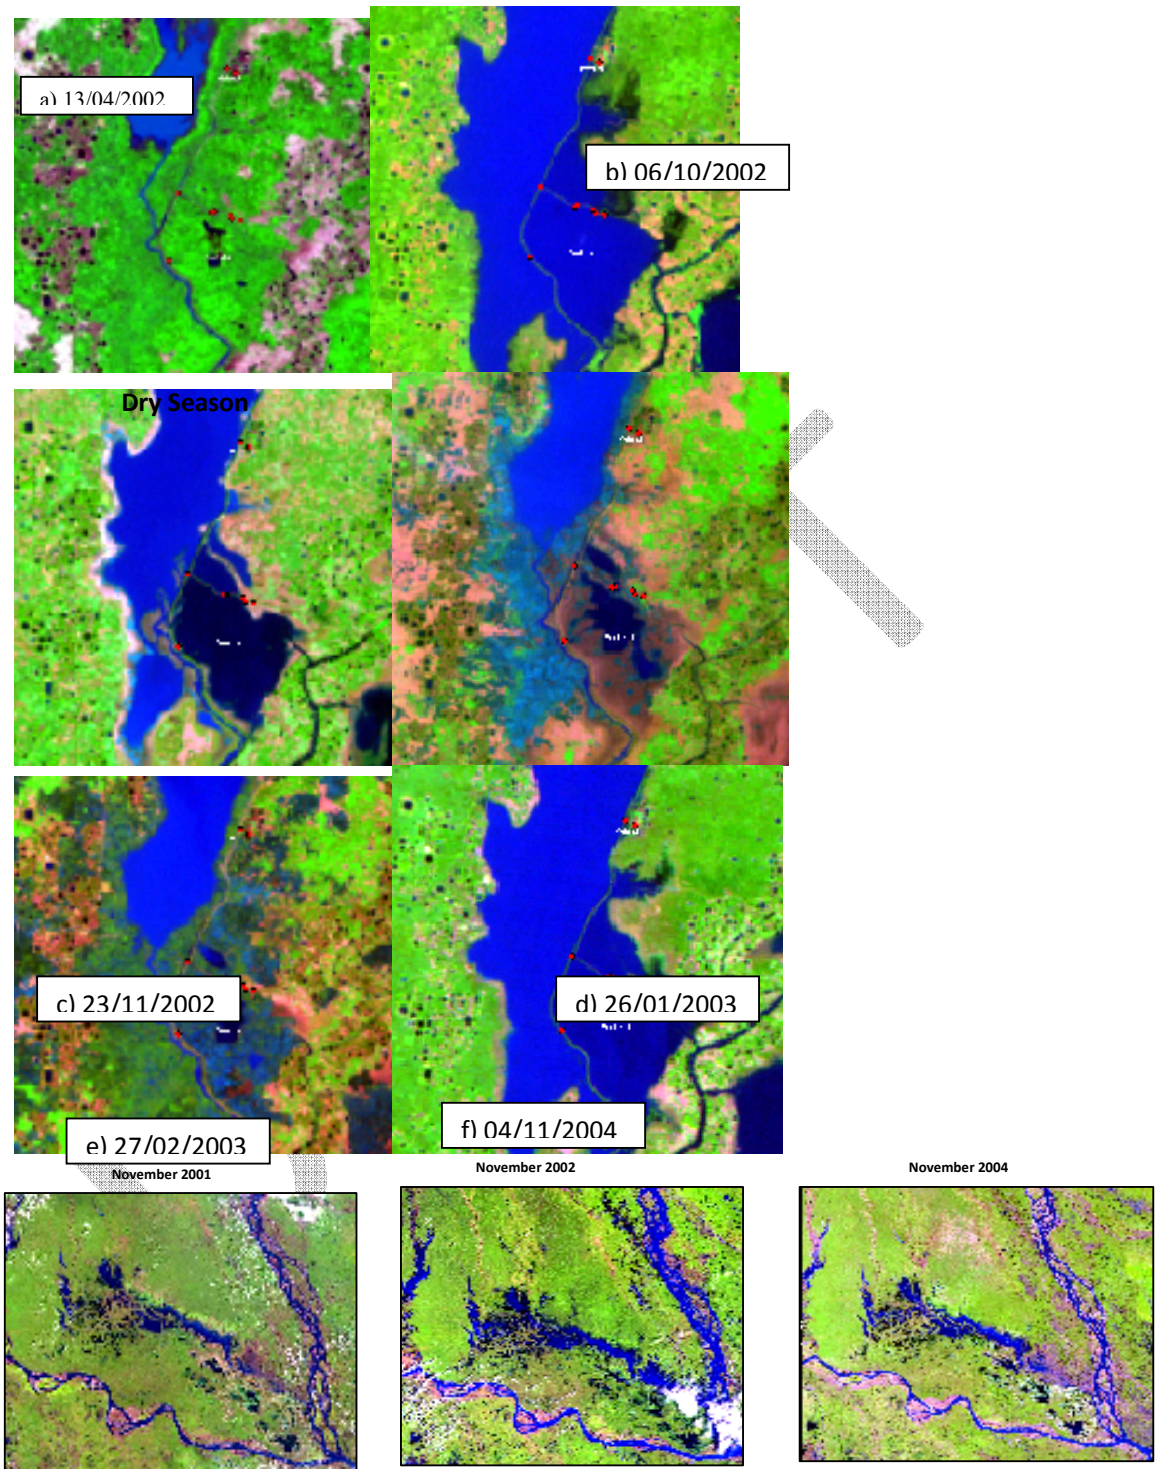 a) 13/04/2002
b) 06/10/2002
Dry Season
c) 23/11/2002
d) 26/01/2003
e) 27/02/2003
f) 04/11/2004
November 2001
November 2002
November 2004